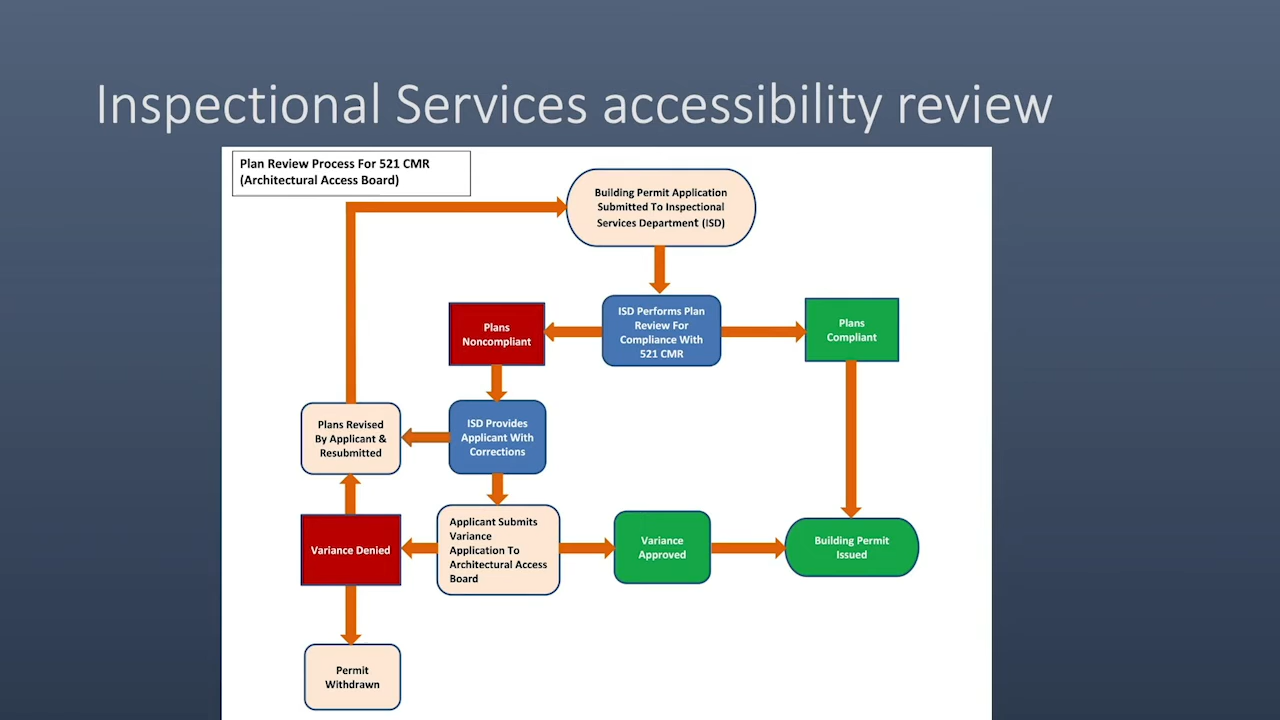 Inspectional Services accessibility review
Plan Review Process For 521 CMR
(Architectural Access Board)
Building Permit Application
Submitted To Inspectional
Services Department (ISD)
Plans
Noncompliant
ISD Performs Plan
Review For
Compliance With
521 CMR
Plans
Compliant
Plans Revised
By Applicant &
Resubmitted
ISD Provides
Applicant With
Corrections
Variance Denied
Applicant Submits
Variance
Application To
Architectural Access
Board
Variance
Approved
Building Permit
Issued
Permit
Withdrawn